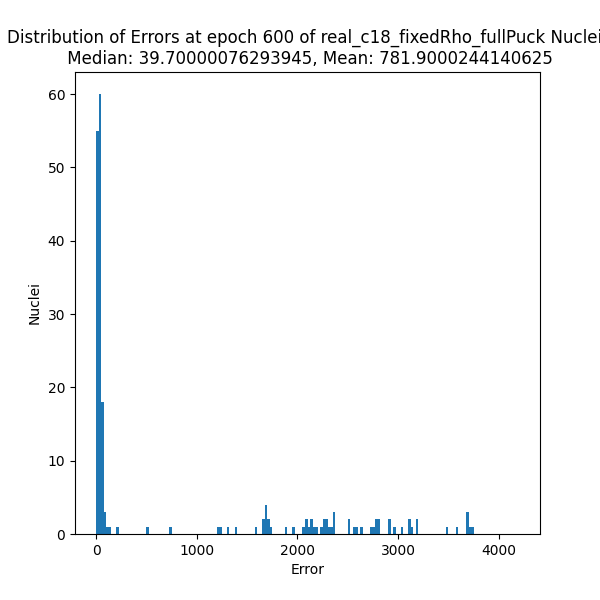 Distribution of Errors at epoch 600 of real_c18_fixedRho_fullPuck Nuclei
Median: 39.70000076293945, Mean: 781.9000244140625
60
50
40
30
20
10
0
Nuclei
0 1000 2000 3000 4000
Error